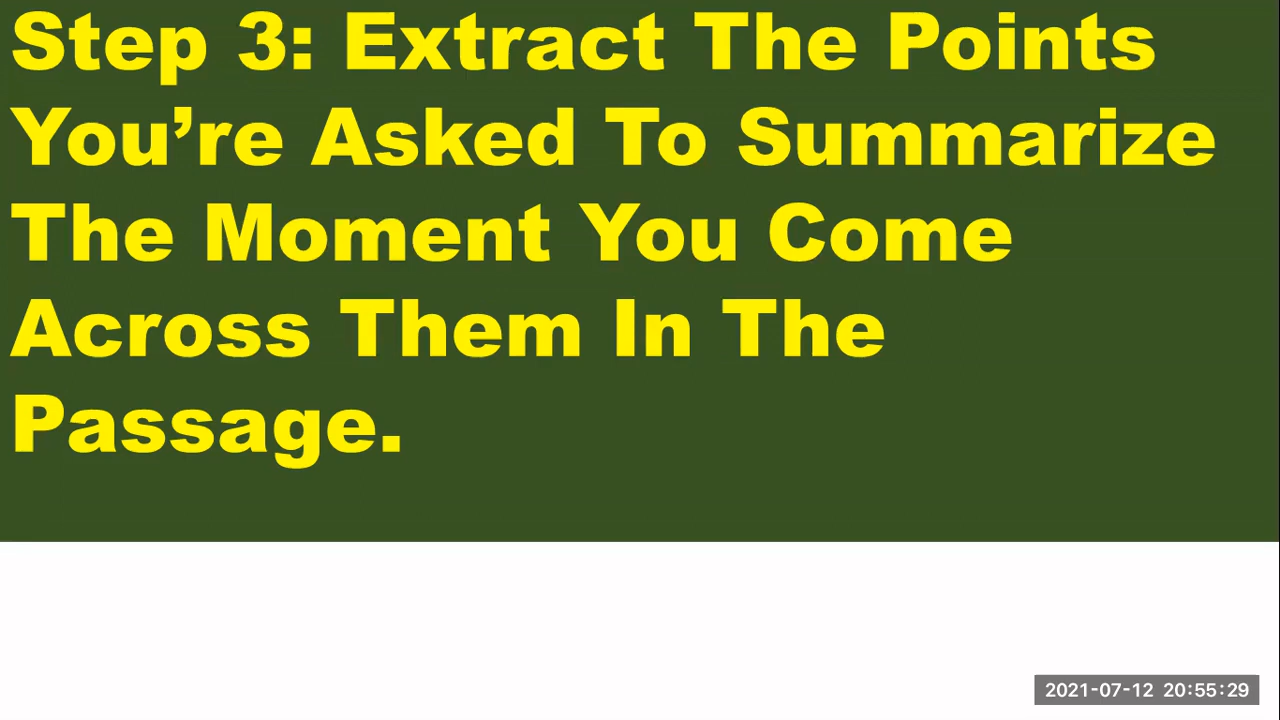 Step 3: Extract The Points
You’re Asked To Summarize
The Moment You Come
Across Them In The
Passage.
2021-07-12 20:55:29